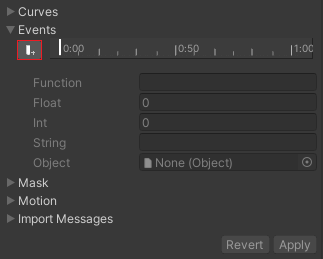 Curves
Events
0:00 0:50 1:00
Function
Float 0
Int 0
String
Object None (Object)
Mask
Motion
Import Messages
Revert Apply